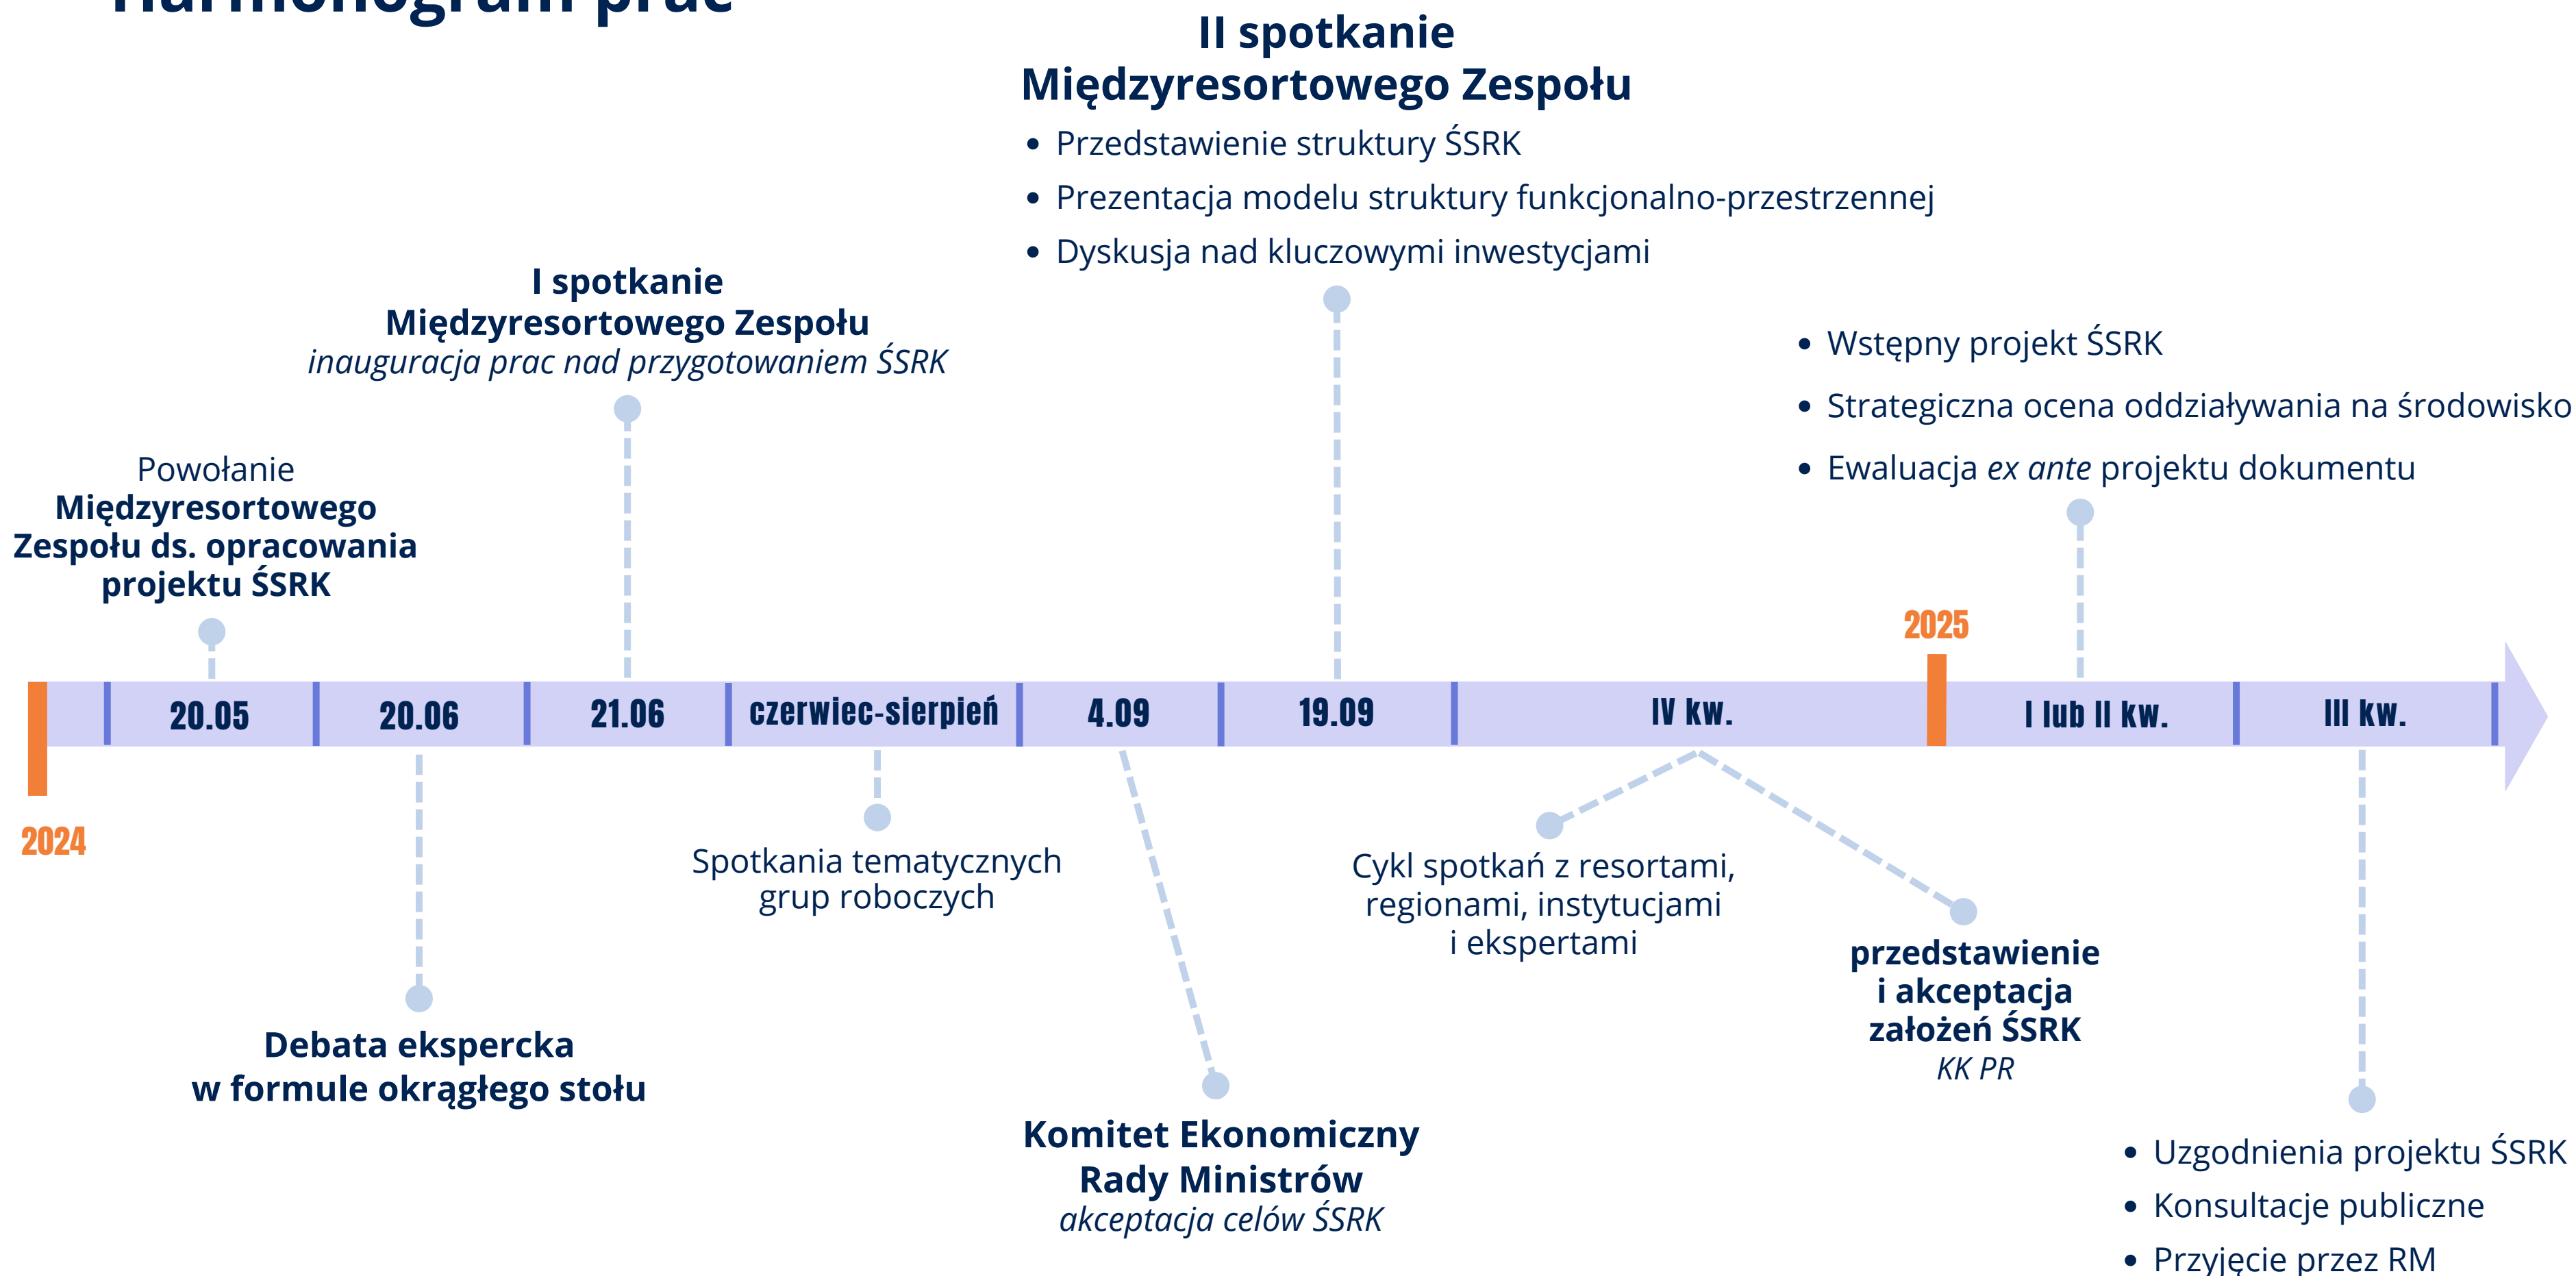 Harmonogram prac
II spotkanie
Międzyresortowego Zespołu
• Przedstawienie struktury ŚSRK
• Prezentacja modelu struktury funkcjonalno-przestrzennej
• Dyskusja nad kluczowymi inwestycjami
I spotkanie
Międzyresortowego Zespołu
inauguracja prac nad przygotowaniem ŚSRK
• Wstępny projekt ŚSRK
• Strategiczna ocena oddziaływania na środowisko
• Ewaluacja ex ante projektu dokumentu
Powołanie
Międzyresortowego
Zespołu ds. opracowania
projektu ŚSRK
2025
20.05
20.06
21.06
czerwiec-sierpień
4.09
19.09
IV kw.
I lub II kw.
III kw.
2024
Spotkania tematycznych
grup roboczych
Cykl spotkań z resortami,
regionami, instytucjami
i ekspertami
przedstawienie
i akceptacja
założeń ŚSRK
KK PR
Debata ekspercka
w formule okrągłego stołu
Komitet Ekonomiczny
Rady Ministrów
akceptacja celów ŚSRK
• Uzgodnienia projektu ŚSRK
• Konsultacje publiczne
• Przyjęcie przez RM